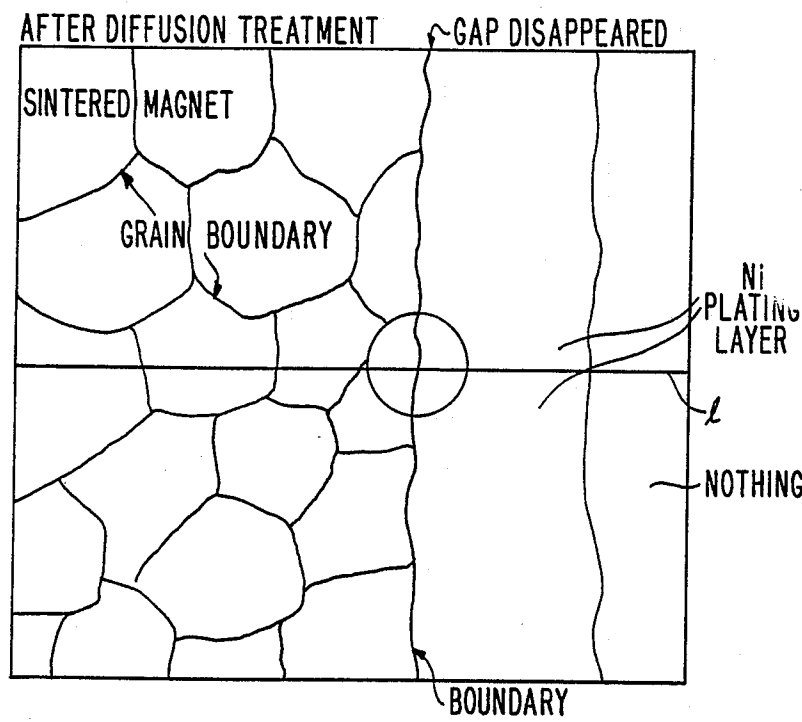 AFTER DIFFUSION TREATMENT
GAP DISAPPEARED
SINTERED MAGNET
GRAIN BOUNDARY
Ni
PLATING
LAYER
l
NOTHING
BOUNDARY